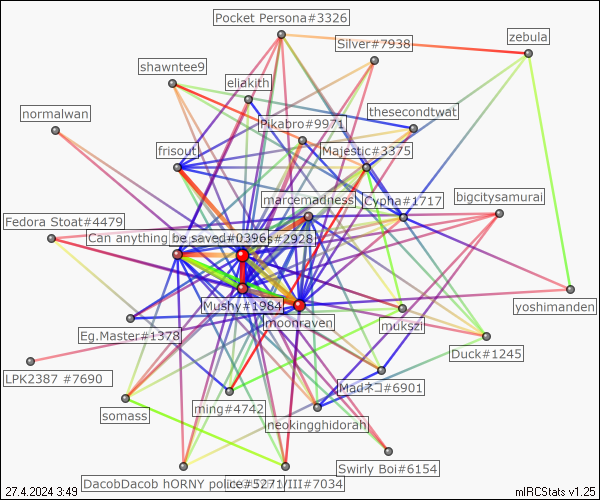 Pocket Persona#3326
zebula
Silver#7938
shawntee9
eliakith
normalwan
thesecondtwat
Pikabro#9971
frisout
Majestic#3375
bigcitysamurai
marcemadness
Cypha#1717
Fedora Stoat#4479
Can anything be saved#0396
s#2928
yoshimanden
Mushy#1984
moonraven
Eg.Master#1378
mukszi
Duck#1245
LPK2387 #7690
Madネコ#6901
somass
ming#4742
neokingghidorah
Swirly Boi#6154
DacobDacob hORNY police#5271
/III#7034
27.4.2024 3:49
mIRCStats v1.25